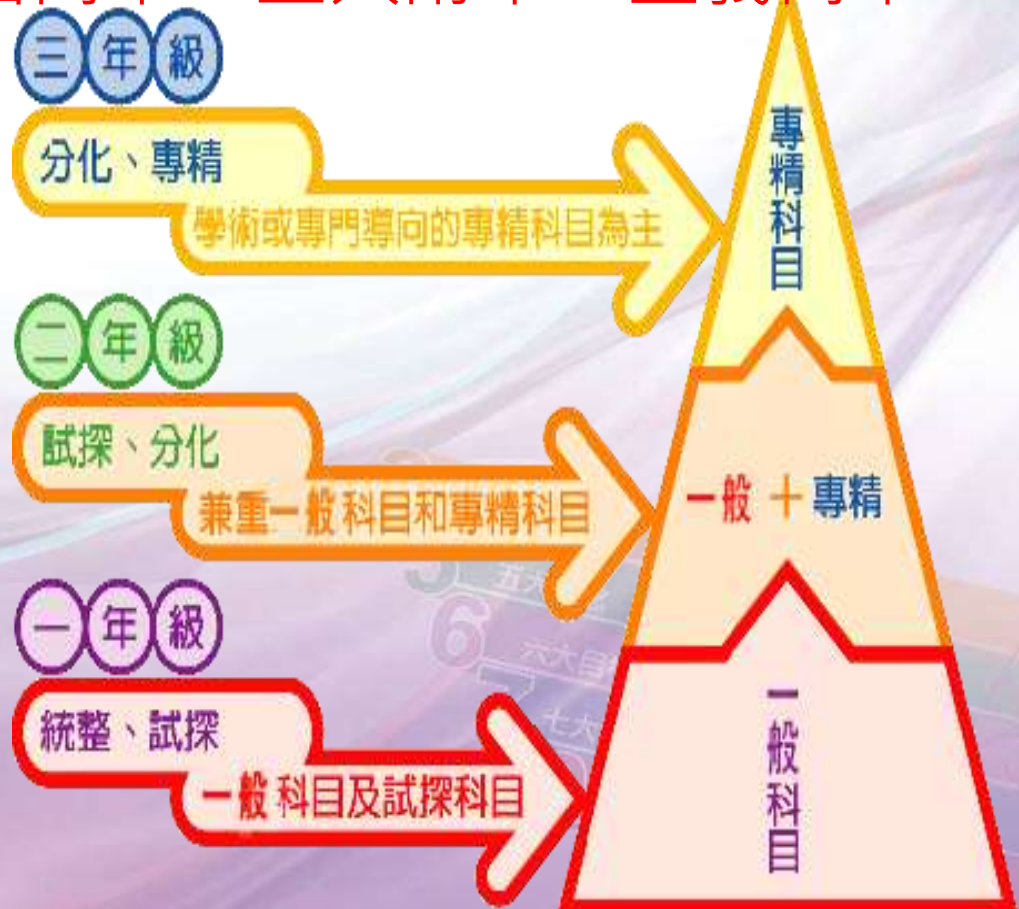 三年級
分化、專精
學術或專門導向的專精科目為主
專精科目
二年級
試探、分化
兼重一般科目和專精科目
一般＋專精
一年級
統整、試探
一般科目及試探科目
一般科目